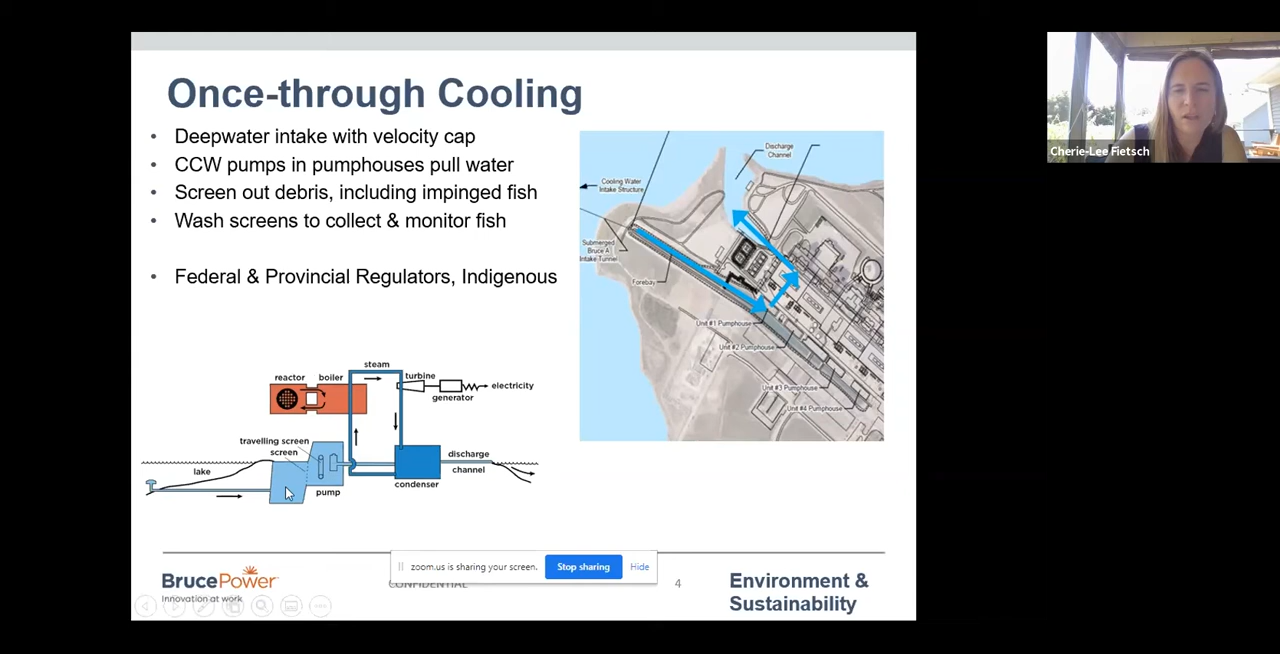 Once-through Cooling
• Deepwater intake with velocity cap
• CCW pumps in pumphouses pull water
• Screen out debris, including impinged fish
• Wash screens to collect & monitor fish
• Federal & Provincial Regulators, Indigenous
Discharge
Channel
Cooling Water
Intake Structure
Submerged
Bruce A
Intake Tunnel
Forebay
Unit #1 Pumphouse
Unit #2 Pumphouse
Unit #3 Pumphouse
Unit #4 Pumphouse
steam
reactor boiler
turbine
electricity
generator
travelling screen
screen
lake
discharge
channel
pump
condenser
zoom.us is sharing your screen. Stop sharing Hide
BrucePower
Innovation at work
CONFIDENTIAL
4
Environment &
Sustainability
Cherie-Lee Fietsch